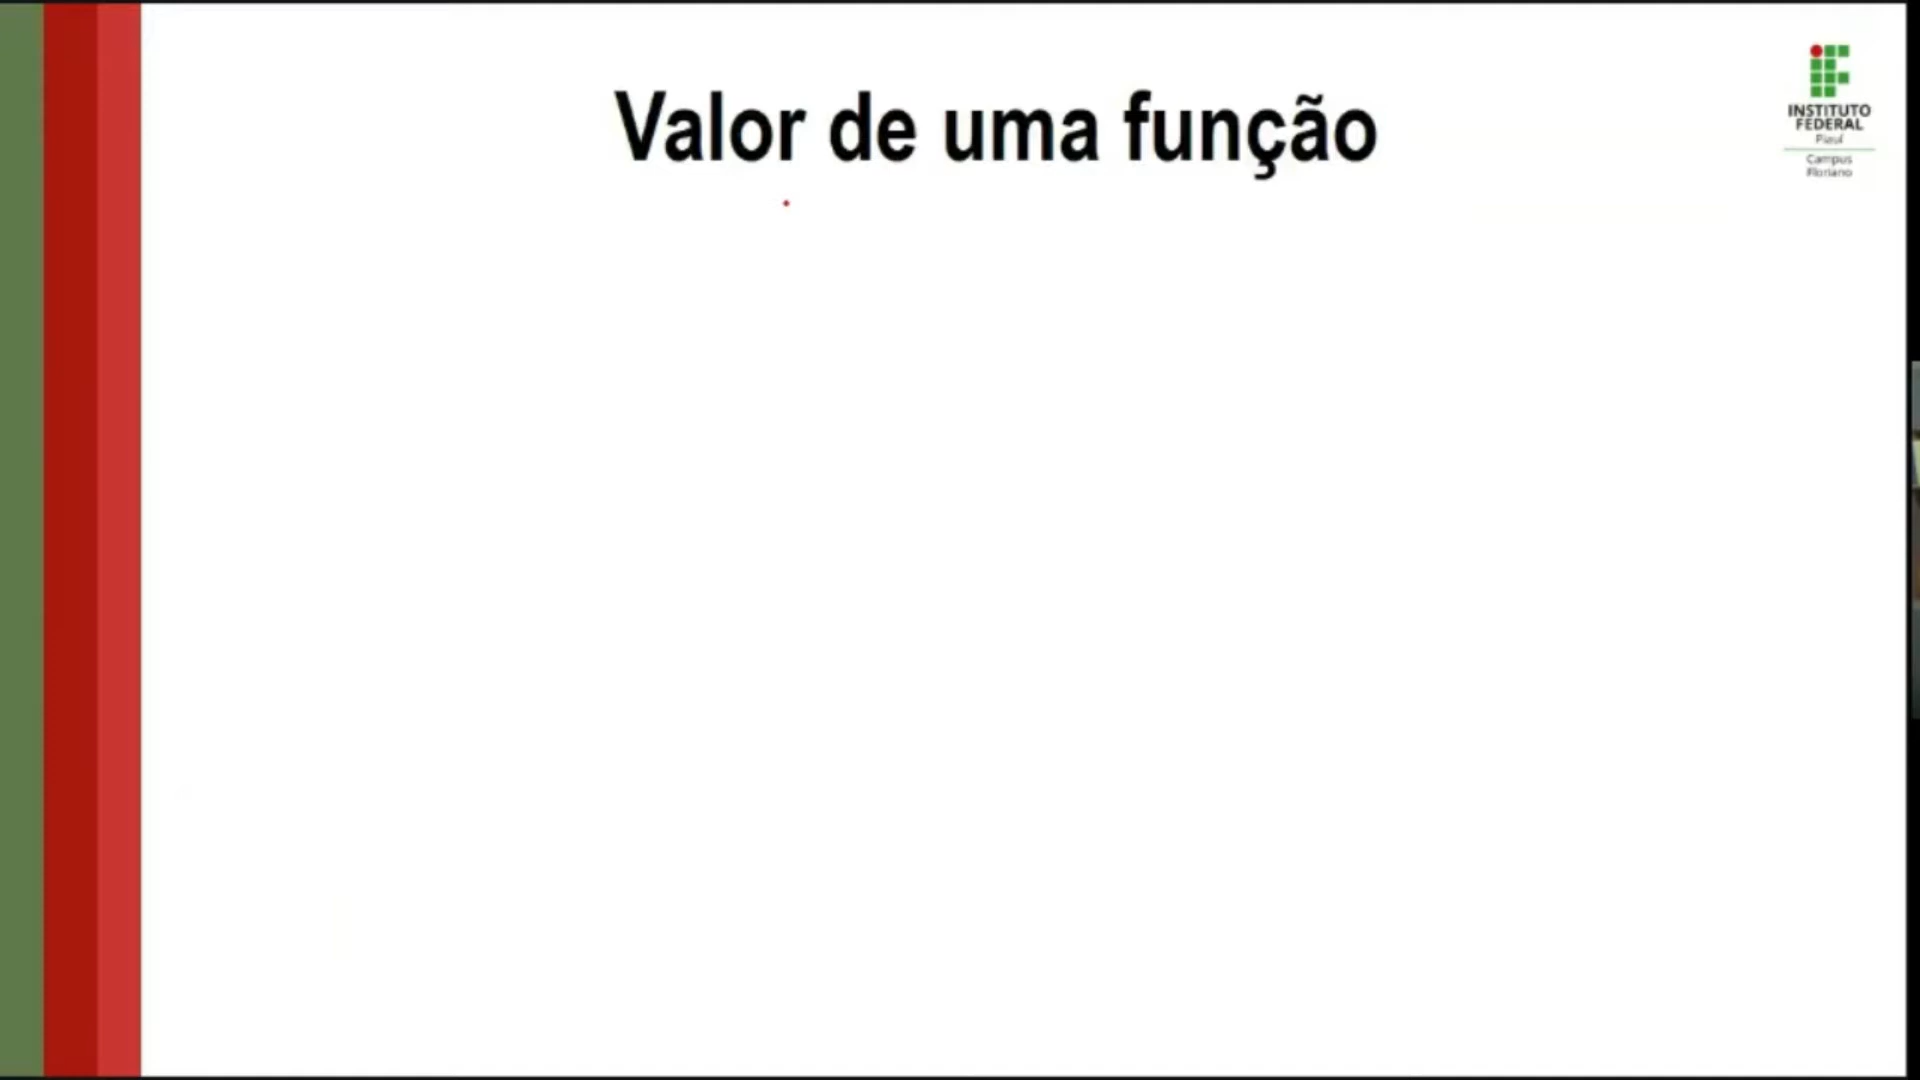 Valor de uma função
INSTITUTO
FEDERAL
Piauí
Campus
Floriano